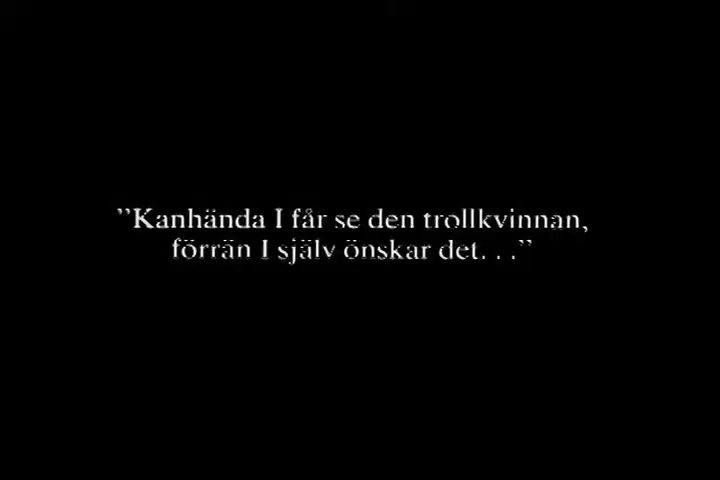 ”Kanhända I får se den trollkvinnan,
förrän I själv önskar det. . .”